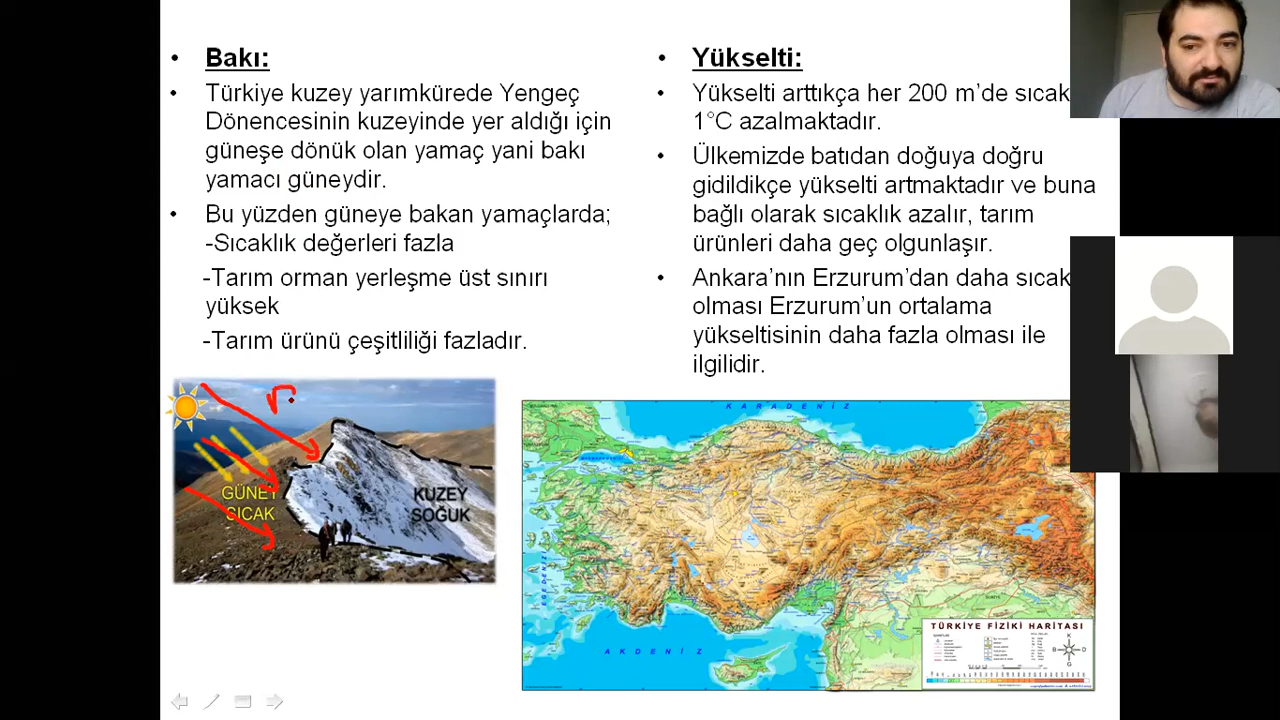 Bakı:
Türkiye kuzey yarımkürede Yengeç
Dönencesinin kuzeyinde yer aldığı için
güneşe dönük olan yamaç yani bakı
yamacı güneydir.
Bu yüzden güneye bakan yamaçlarda;
-Sıcaklık değerleri fazla
-Tarım orman yerleşme üst sınırı
yüksek
-Tarım ürünü çeşitliliği fazladır.
GÜNEY
SICAK
KUZEY
SOĞUK
Yükselti:
Yükselti arttıkça her 200 m'de sıcak
1°C azalmaktadır.
Ülkemizde batıdan doğuya doğru
gidildikçe yükselti artmaktadır ve buna
bağlı olarak sıcaklık azalır, tarım
ürünleri daha geç olgunlaşır.
Ankara'nın Erzurum'dan daha sıcak
olması Erzurum'un ortalama
yükseltisinin daha fazla olması ile
ilgilidir.
KARADENİZ
EGE DENİZİ
AKDENİZ
TÜRKİYE FİZİKİ HARİTASI
K
B D
G